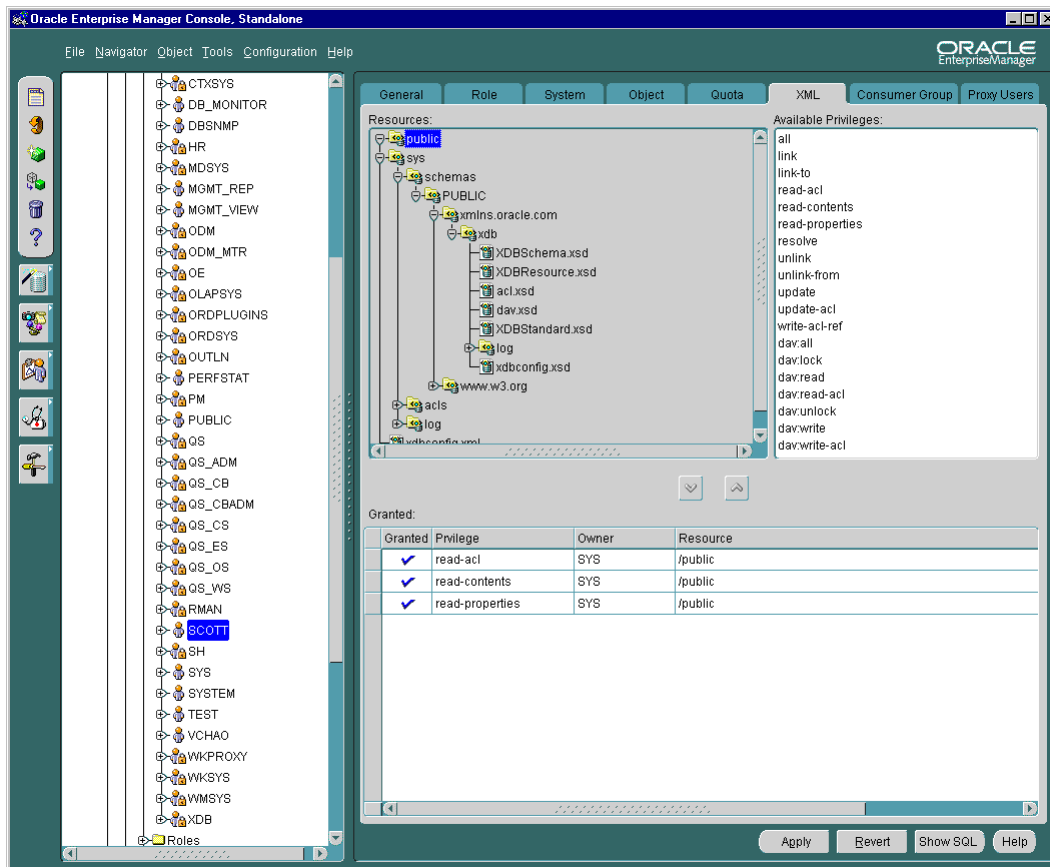 Oracle Enterprise Manager Console, Standalone
File Navigator Object Tools Configuration Help
ORACLE
EnterpriseManager
CTXSYS
DB_MONITOR
DBSNMP
HR
MDSYS
MGMT_REP
MGMT_VIEW
ODM
ODM_MTR
OE
OLAPSYS
ORDPLUGINS
ORDSYS
OUTLN
PERFSTAT
PM
PUBLIC
QS
QS_ADM
QS_CB
QS_CBADM
QS_CS
QS_ES
QS_OS
QS_WS
RMAN
SCOTT
SH
SYS
SYSTEM
TEST
VCHAO
WKPROXY
WKSYS
WMSYS
XDB
Roles
General Role System Object Quota XML Consumer Group Proxy Users
Resources:
public
sys
schemas
PUBLIC
xmlns.oracle.com
xdb
XDBSchema.xsd
XDBResource.xsd
acl.xsd
dav.xsd
XDBStandard.xsd
log
xdbconfig.xsd
www.w3.org
acls
log
xdbconfig.xml
Available Privileges:
all
link
link-to
read-acl
read-contents
read-properties
resolve
unlink
unlink-from
update
update-acl
write-acl-ref
dav:all
dav:lock
dav:read
dav:read-acl
dav:unlock
dav:write
dav:write-acl
Granted:
Granted Privilege Owner Resource
read-acl SYS /public
read-contents SYS /public
read-properties SYS /public
Apply Revert Show SQL Help